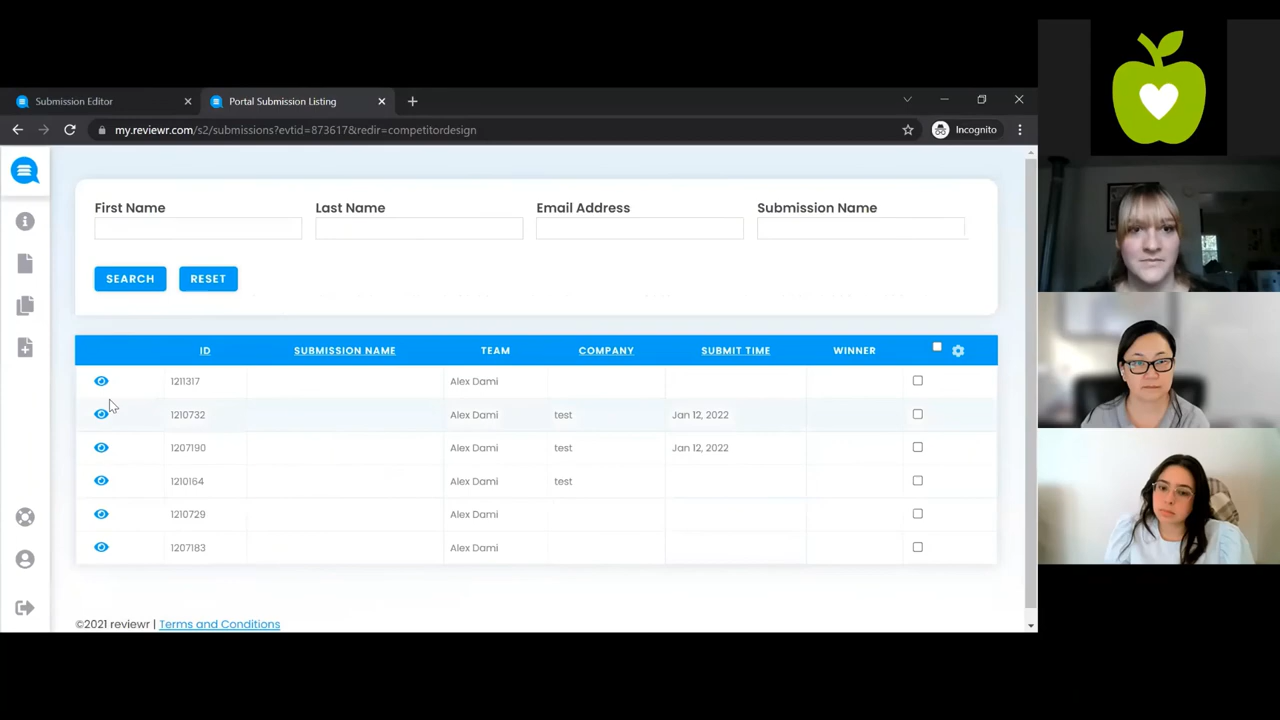 Submission Editor
Portal Submission Listing
my.reviewr.com/s2/submissions?evtid=873617&redir=competitordesign
Incognito
First Name Last Name Email Address Submission Name
SEARCH RESET
ID SUBMISSION NAME TEAM COMPANY SUBMIT TIME WINNER
1211317 Alex Dami
1210732 Alex Dami test Jan 12, 2022
1207190 Alex Dami test Jan 12, 2022
1210164 Alex Dami test
1210729 Alex Dami
1207183 Alex Dami
©2021 reviewr | Terms and Conditions